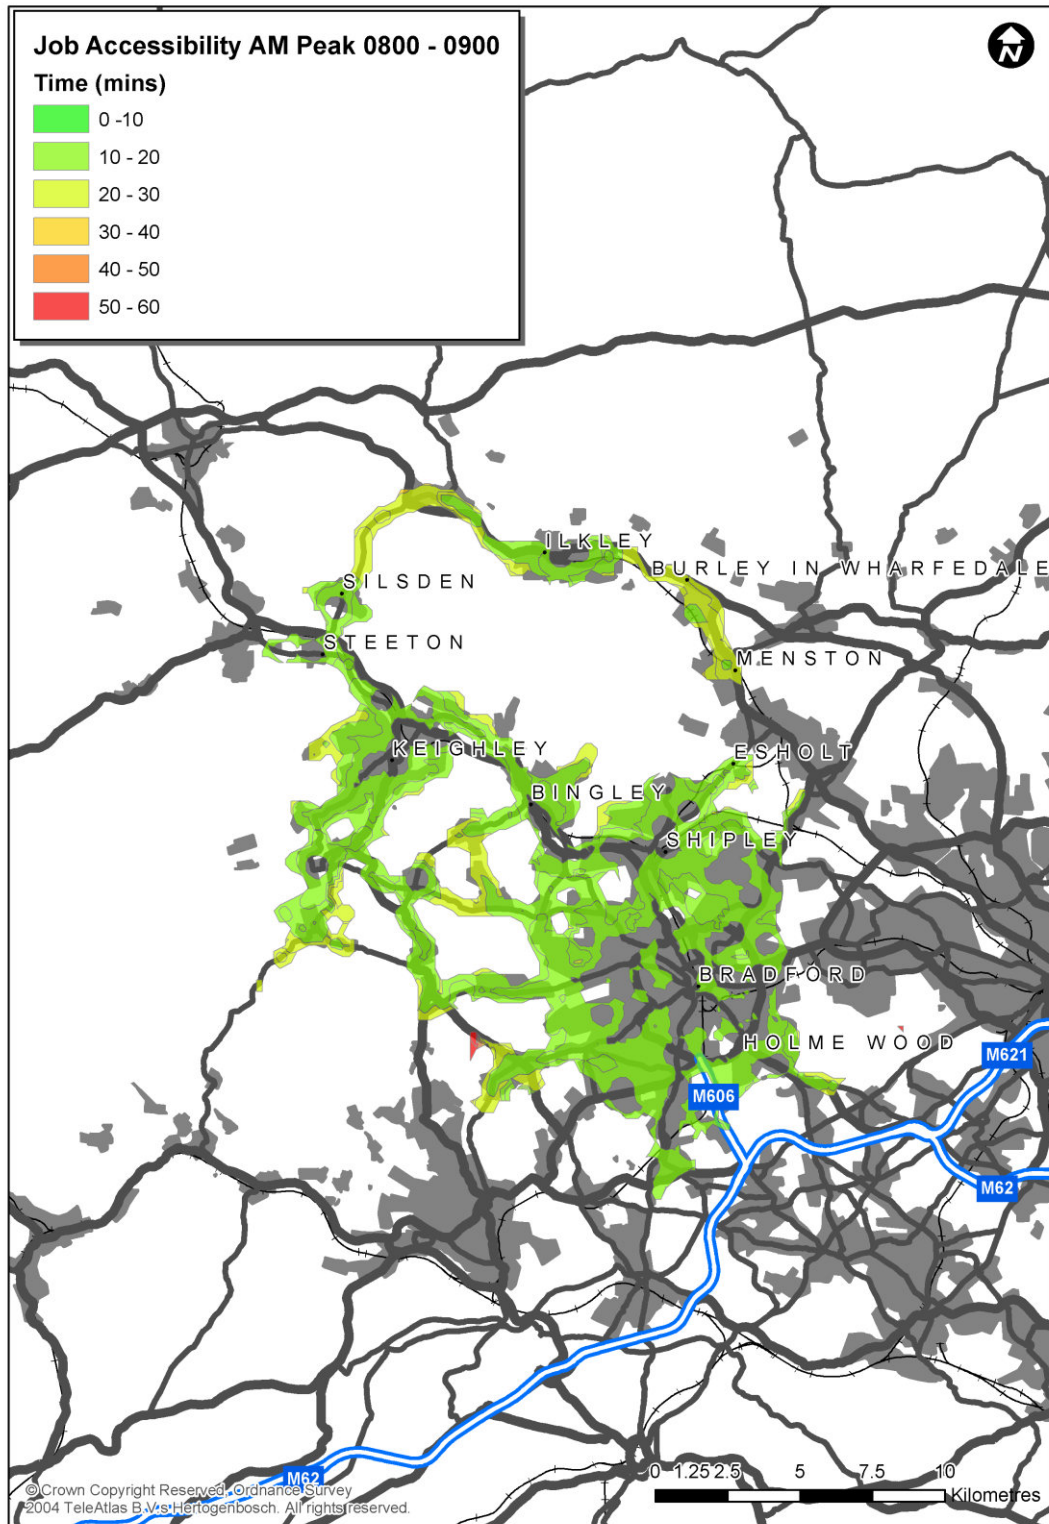 Job Accessibility AM Peak 0800 - 0900
Time (mins)
0 -10
10 - 20
20 - 30
30 - 40
40 - 50
50 - 60
N
ILKLEY
BURLEY IN WHARFEDALE
SILSDEN
STEETON
MENSTON
KEIGHLEY
ESHOLT
BINGLEY
SHIPLEY
BRADFORD
HOLME WOOD
M621
M606
M62
M62
0 1.25 2.5 5 7.5 10
Kilometres
© Crown Copyright Reserved, Ordnance Survey
2004 TeleAtlas B.V.s Hertogenbosch. All rights reserved.